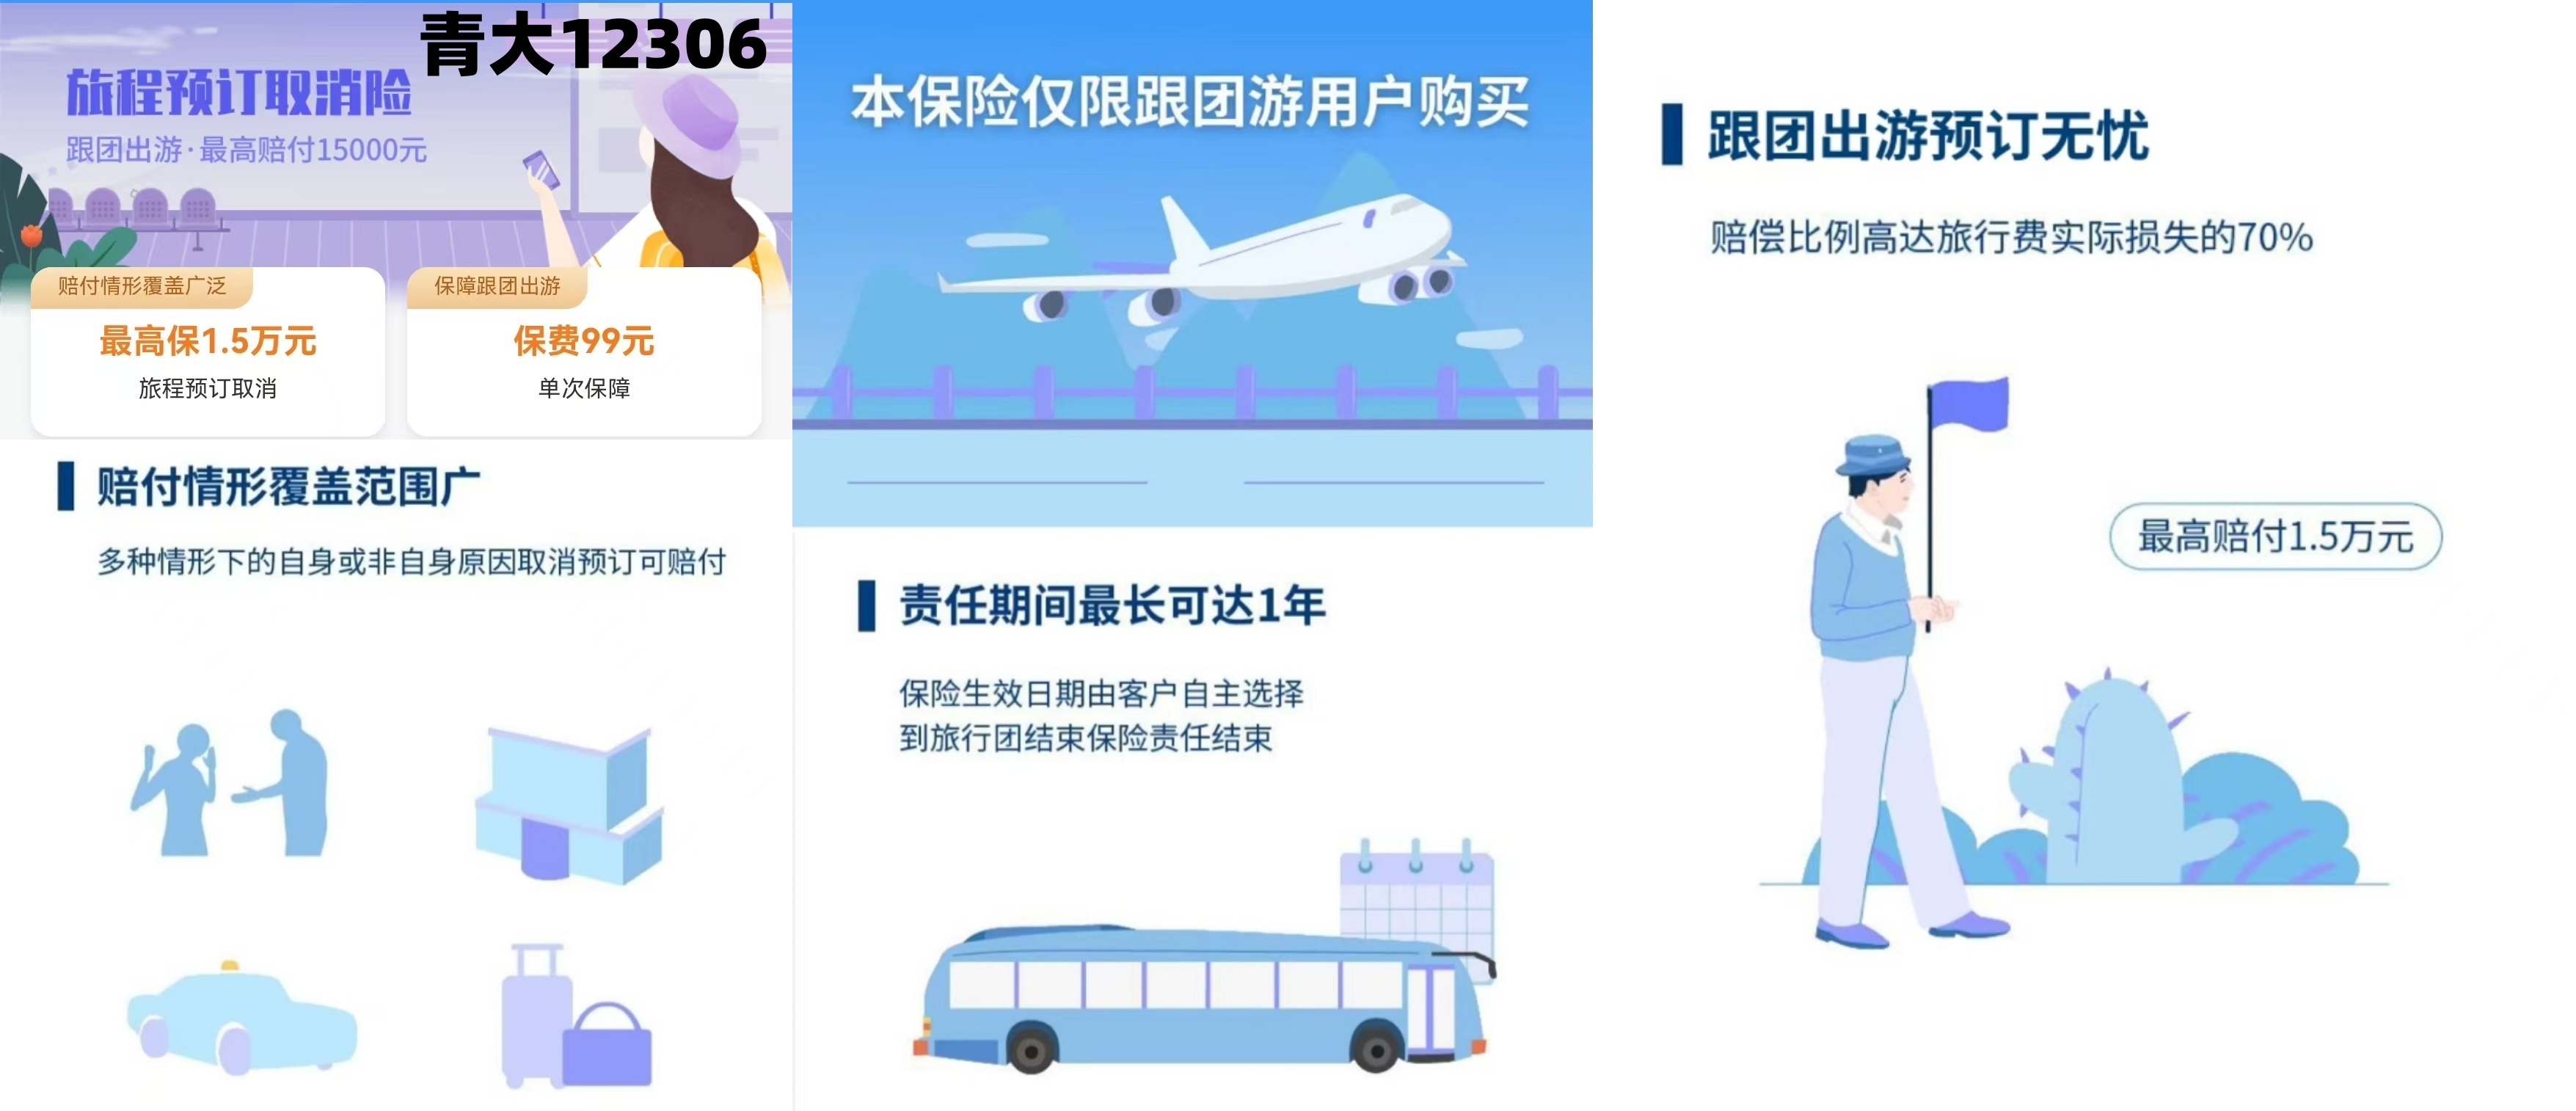 青大12306
旅程预订取消险
跟团出游·最高赔付15000元
赔付情形覆盖广泛
最高保1.5万元
旅程预订取消
保障跟团出游
保费99元
单次保障
赔付情形覆盖范围广
多种情形下的自身或非自身原因取消预订可赔付
本保险仅限跟团游用户购买
责任期间最长可达1年
保险生效日期由客户自主选择
到旅行团结束保险责任结束
跟团出游预订无忧
赔偿比例高达旅行费实际损失的70%
最高赔付1.5万元